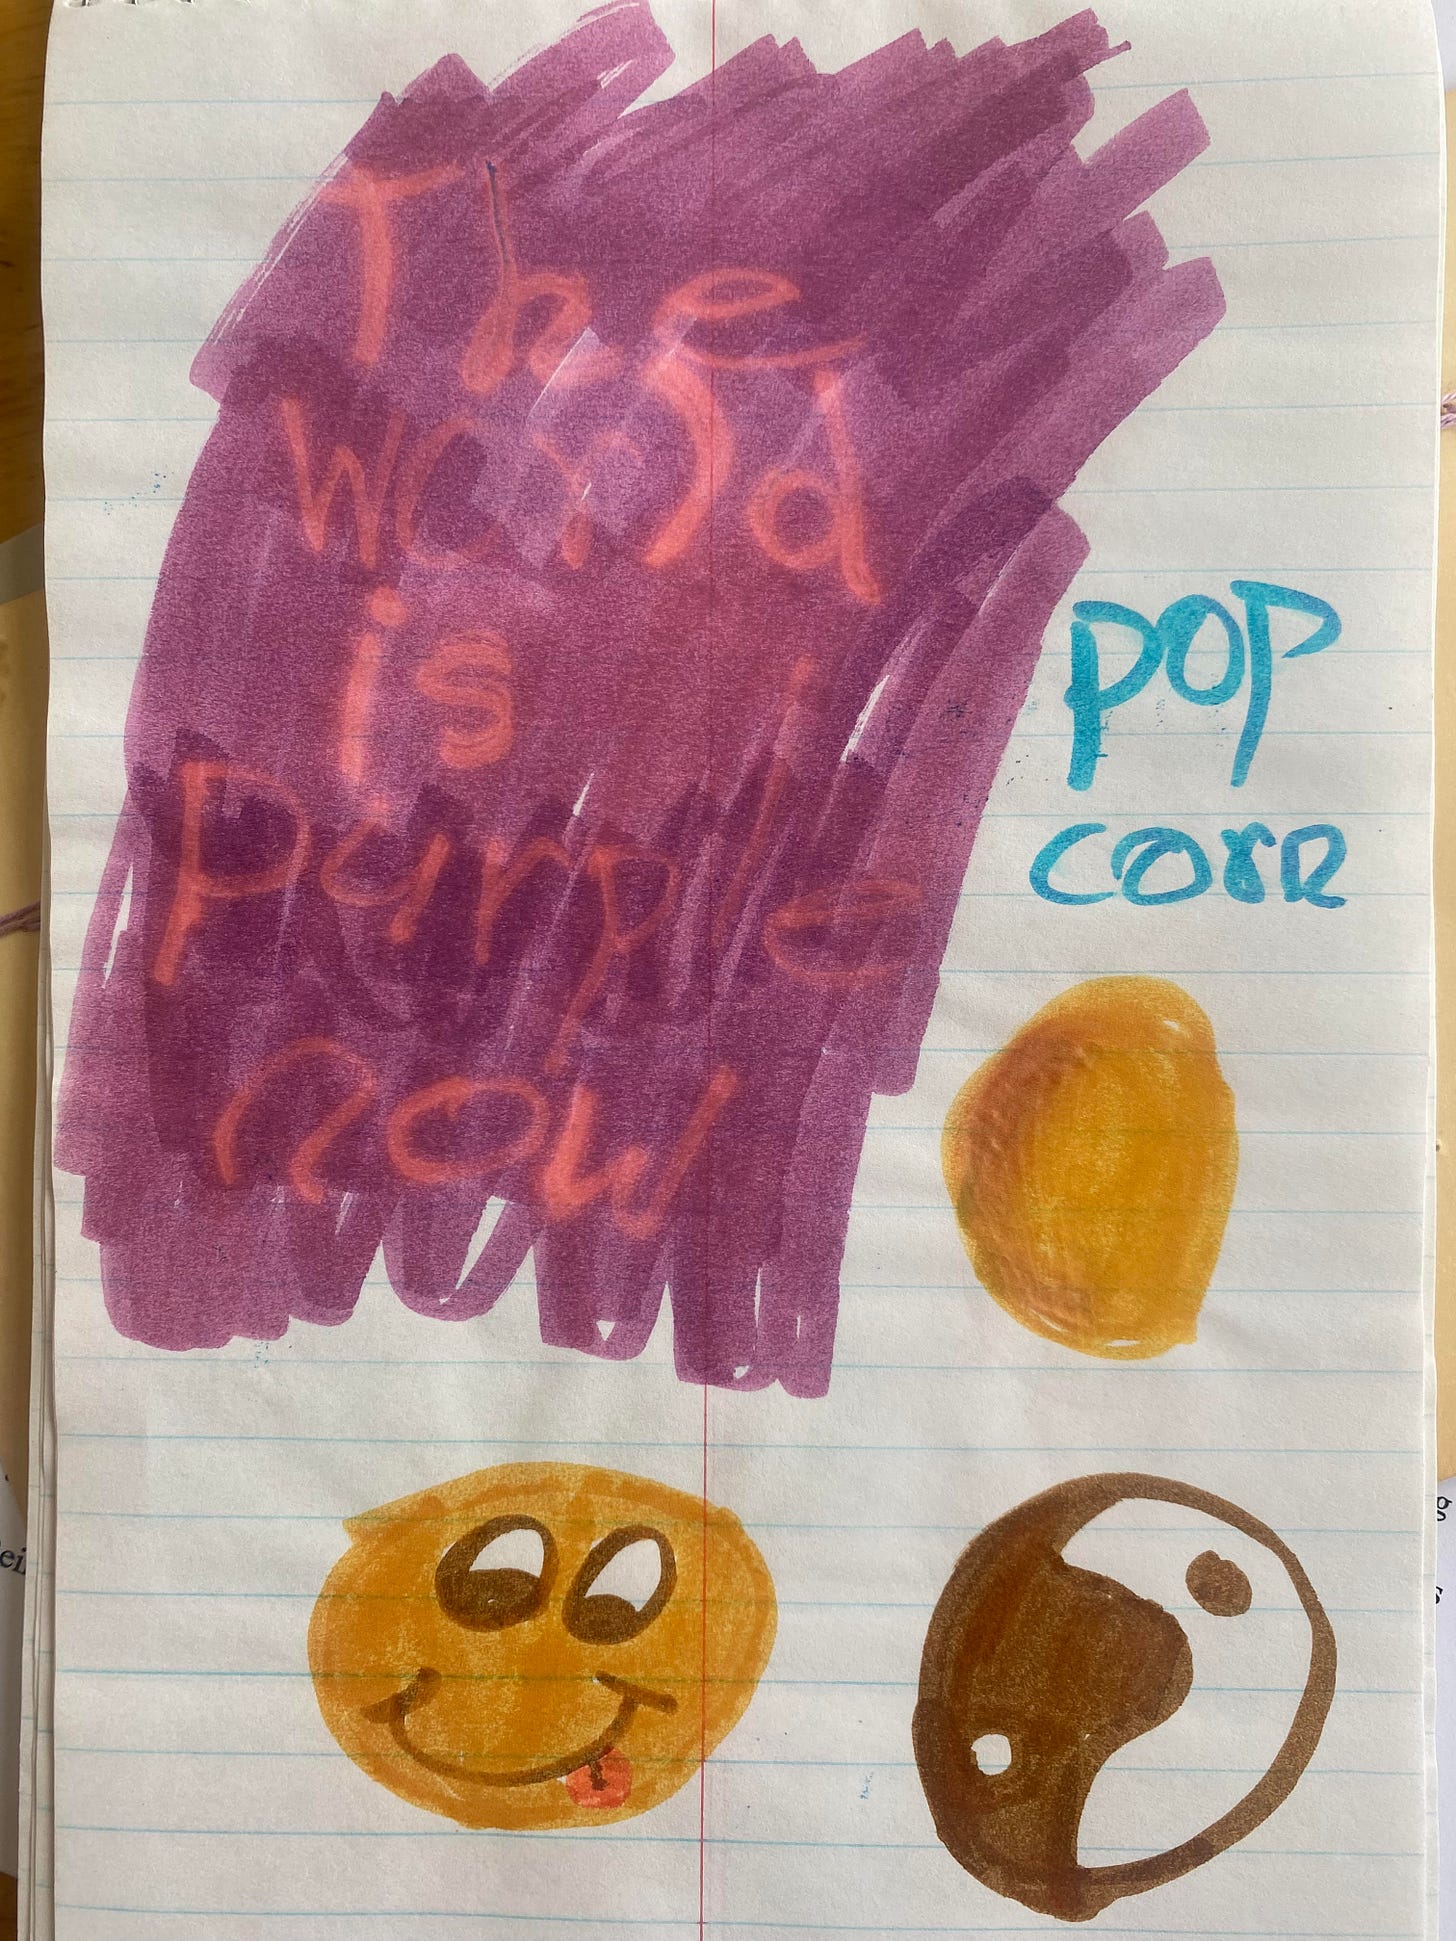 The
world
is
purple
now
POP
corn